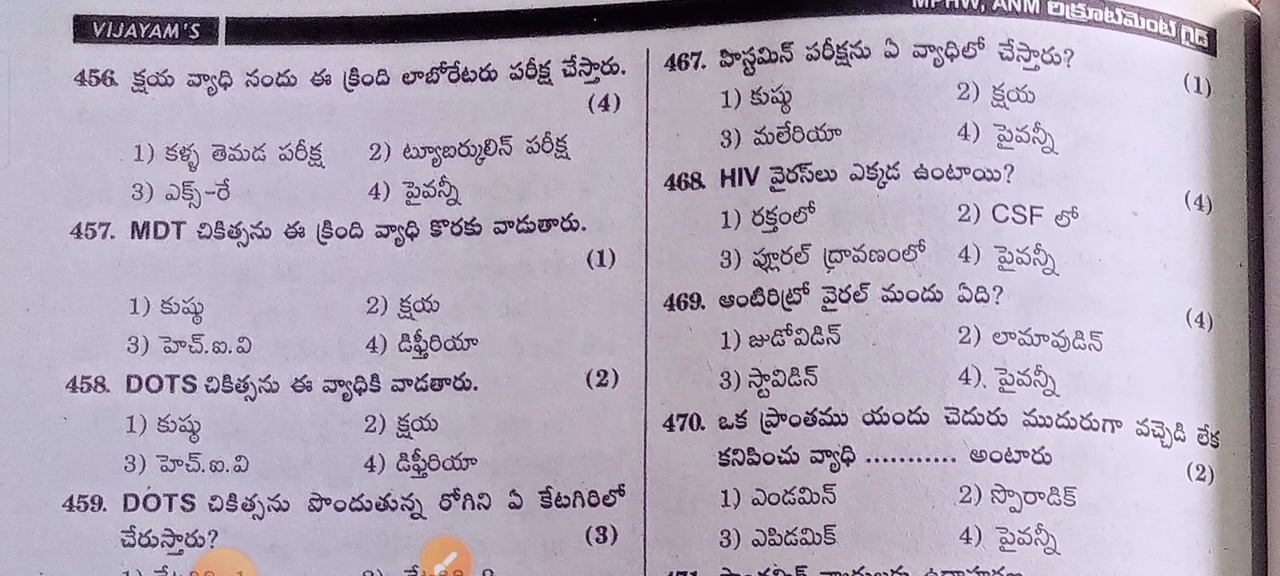 VIJAYAM'S
MPHW, ANM రిక్రూట్‌మెంట్ గైడ్
456. క్షయ వ్యాధి నందు ఈ క్రింది లాబోరేటరు పరీక్ష చేస్తారు.
(4)
1) కళ్ళ తెమడ పరీక్ష 2) ట్యూబర్కులిన్ పరీక్ష
3) ఎక్స్-రే 4) పైవన్నీ
457. MDT చికిత్సను ఈ క్రింది వ్యాధి కొరకు వాడుతారు.
(1)
1) కుష్ఠు 2) క్షయ
3) హెచ్.ఐ.వి 4) డిఫ్తీరియా
458. DOTS చికిత్సను ఈ వ్యాధికి వాడతారు. (2)
1) కుష్ఠు 2) క్షయ
3) హెచ్.ఐ.వి 4) డిఫ్తీరియా
459. DOTS చికిత్సను పొందుతున్న రోగిని ఏ కేటగిరిలో
చేరుస్తారు? (3)
467. హిస్టమిన్ పరీక్షను ఏ వ్యాధిలో చేస్తారు?
(1)
1) కుష్ఠు 2) క్షయ
3) మలేరియా 4) పైవన్నీ
468. HIV వైరస్‌లు ఎక్కడ ఉంటాయి?
(4)
1) రక్తంలో 2) CSF లో
3) ప్లూరల్ ద్రావణంలో 4) పైవన్నీ
469. ఆంటిరిట్రో వైరల్ మందు ఏది?
(4)
1) జుడోవిడిన్ 2) లామావుడిన్
3) స్టావిడిన్ 4). పైవన్నీ
470. ఒక ప్రాంతము యందు చెదురు ముదురుగా వచ్చెడి లేక
కనిపించు వ్యాధి ........... అంటారు (2)
1) ఎండమిన్ 2) స్పొరాడిక్
3) ఎపిడమిక్ 4) పైవన్నీ